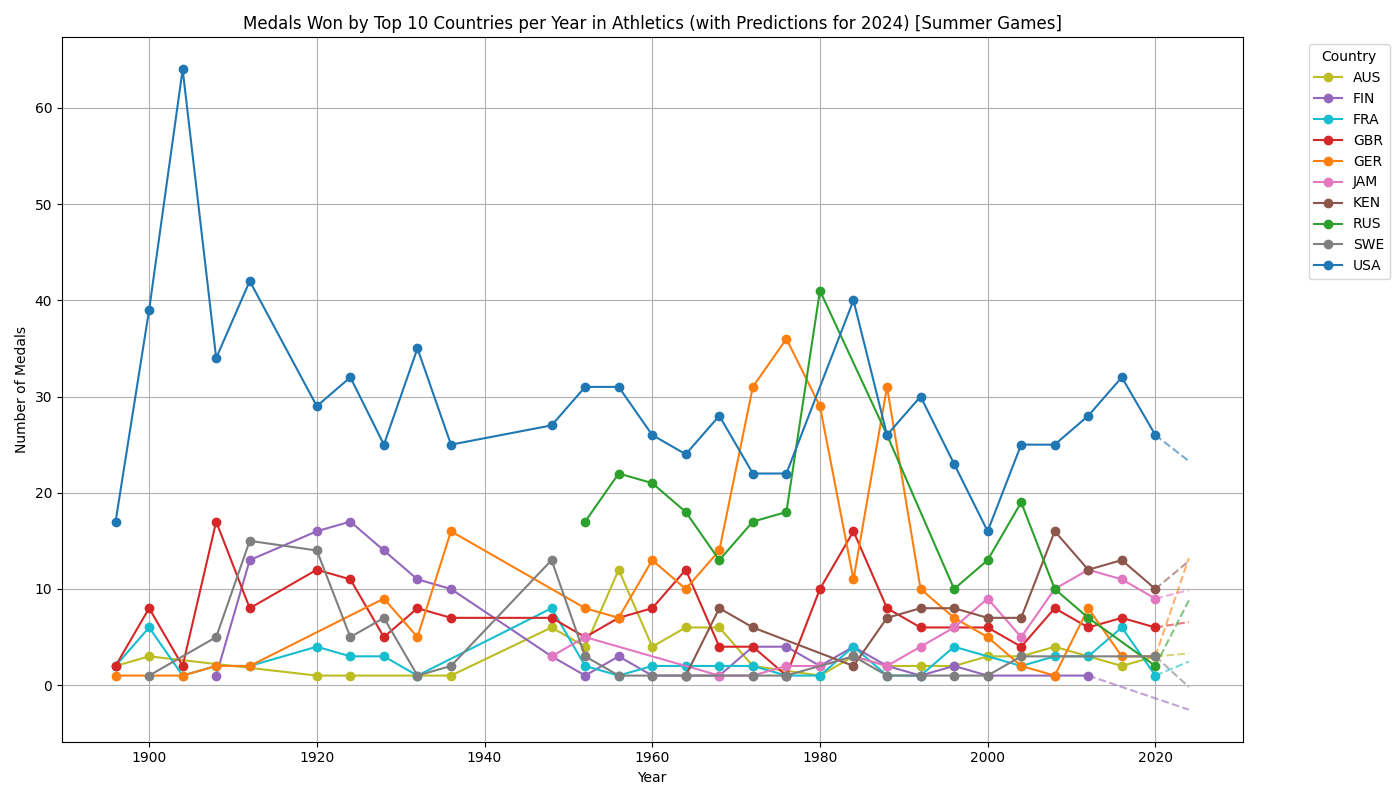 Medals Won by Top 10 Countries per Year in Athletics (with Predictions for 2024) [Summer Games]
Number of Medals
60
50
40
30
20
10
0
1900 1920 1940 1960 1980 2000 2020
Year
Country
AUS
FIN
FRA
GBR
GER
JAM
KEN
RUS
SWE
USA